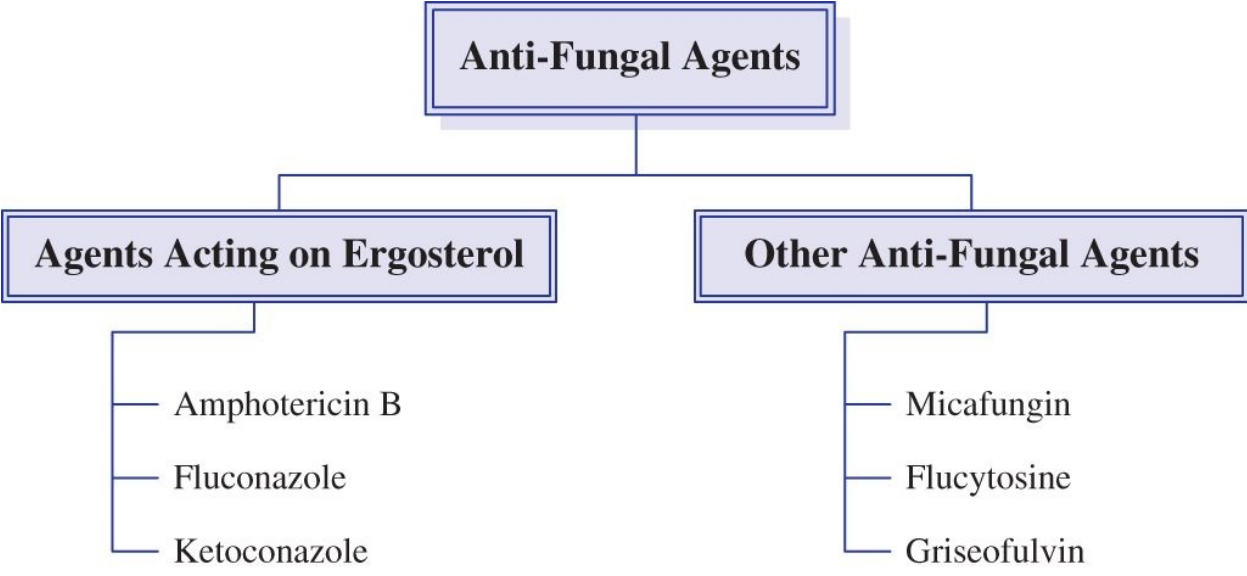 Anti-Fungal Agents
Agents Acting on Ergosterol
Amphotericin B
Fluconazole
Ketoconazole
Other Anti-Fungal Agents
Micafungin
Flucytosine
Griseofulvin